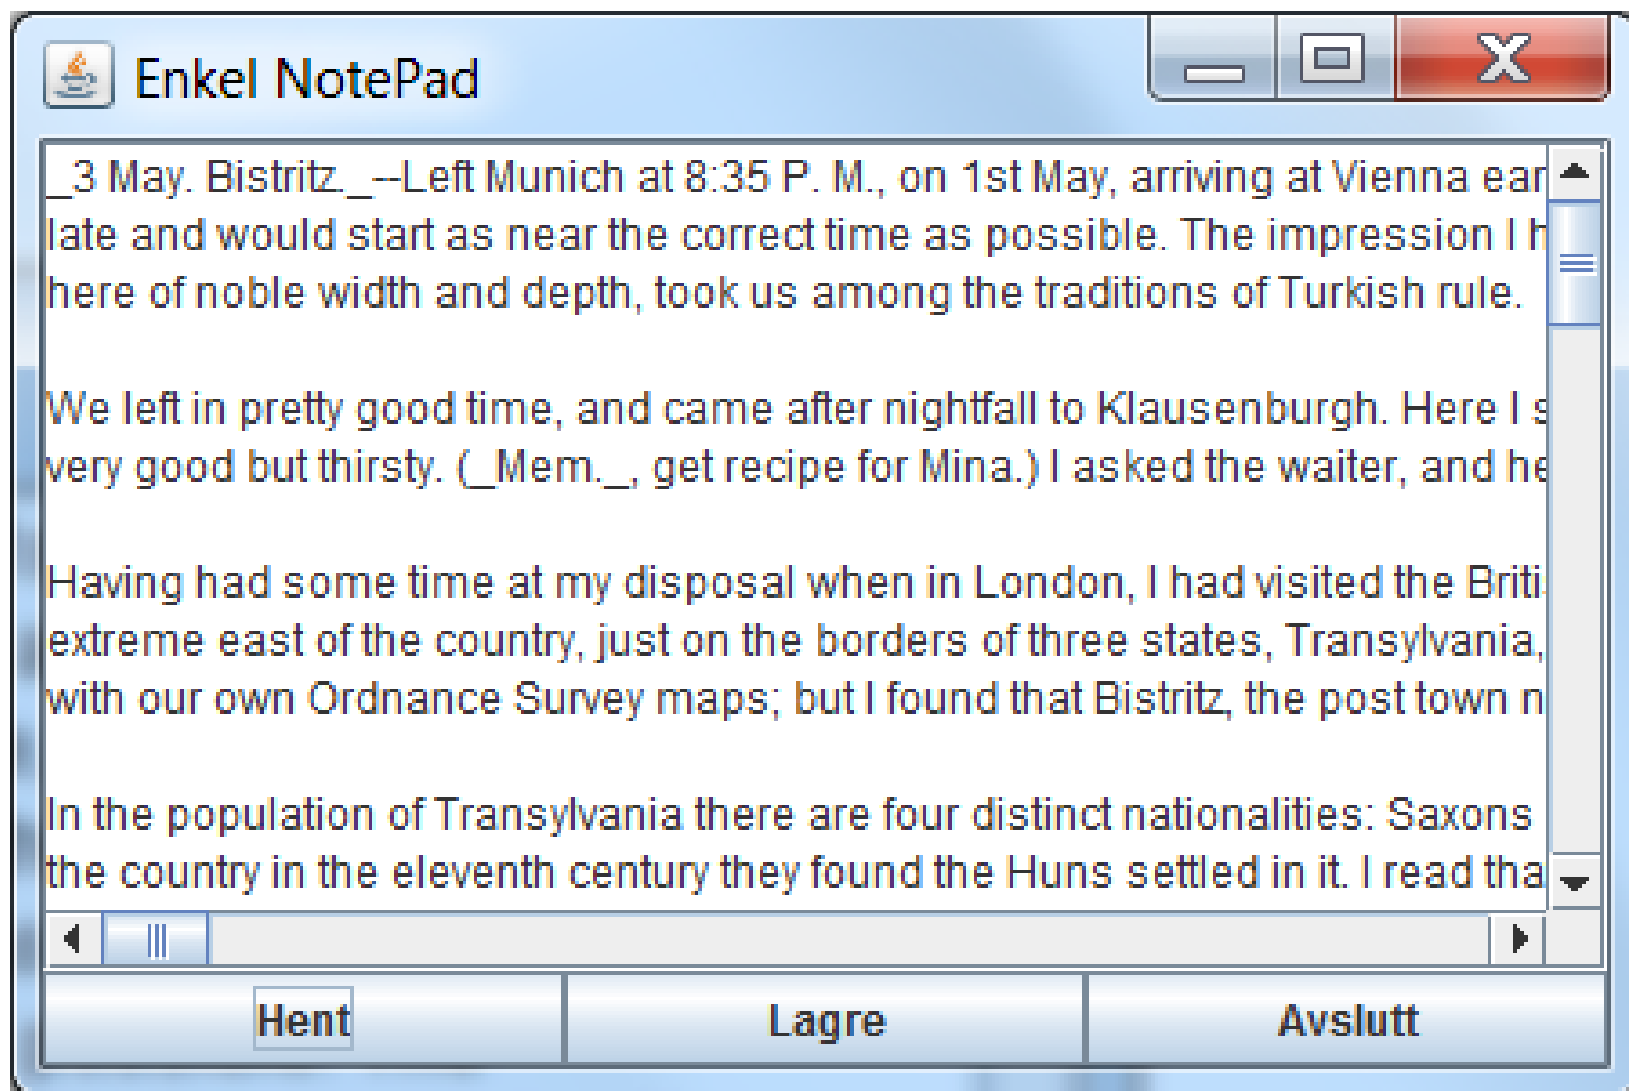 Enkel NotePad
_3 May. Bistritz._--Left Munich at 8:35 P. M., on 1st May, arriving at Vienna ear
late and would start as near the correct time as possible. The impression I h
here of noble width and depth, took us among the traditions of Turkish rule.
We left in pretty good time, and came after nightfall to Klausenburgh. Here I s
very good but thirsty. (_Mem._, get recipe for Mina.) I asked the waiter, and he
Having had some time at my disposal when in London, I had visited the Briti
extreme east of the country, just on the borders of three states, Transylvania,
with our own Ordnance Survey maps; but I found that Bistritz, the post town n
In the population of Transylvania there are four distinct nationalities: Saxons
the country in the eleventh century they found the Huns settled in it. I read tha
Hent Lagre Avslutt